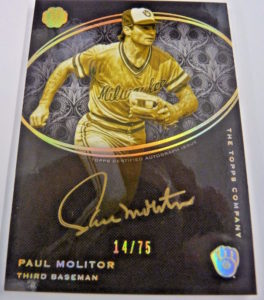 Milwaukee
TOPPS CERTIFIED AUTOGRAPH ISSUE
THE TOPPS COMPANY
Paul Molitor
14/75
PAUL MOLITOR
THIRD BASEMAN